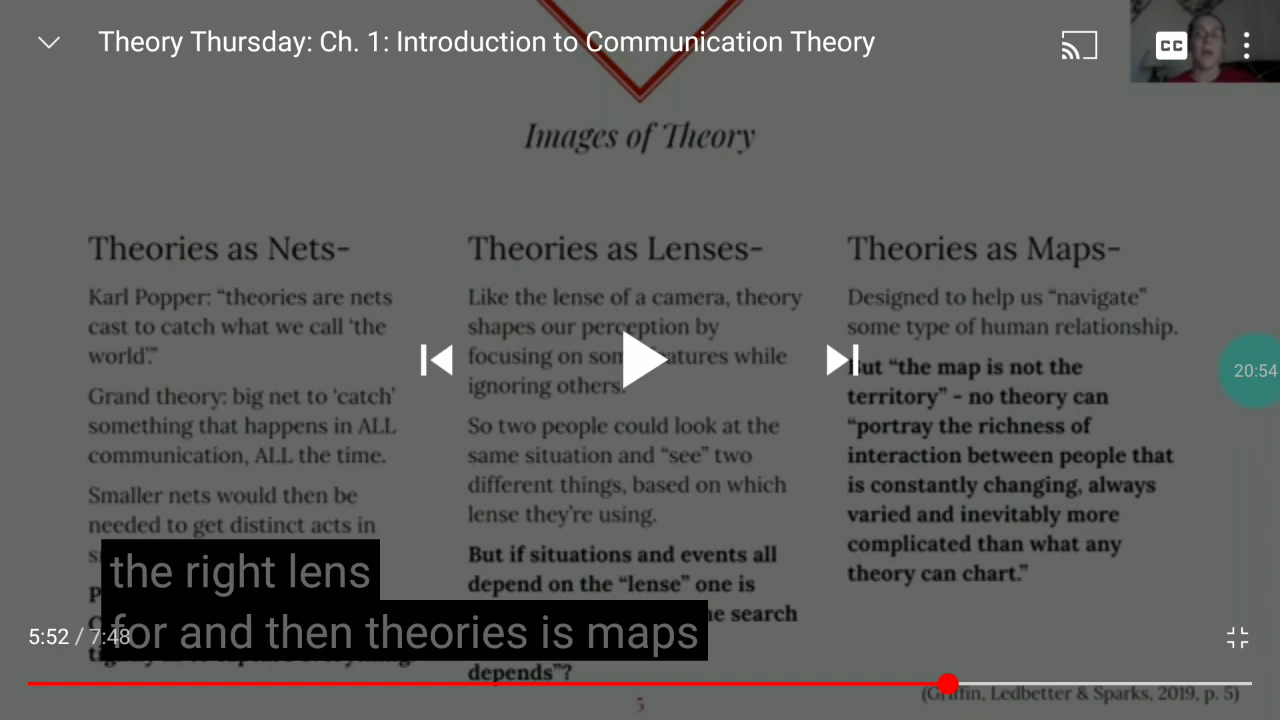 Theory Thursday: Ch. 1: Introduction to Communication Theory
CC
Images of Theory
Theories as Nets-
Karl Popper: “theories are nets
cast to catch what we call ‘the
world’.”
Grand theory: big net to ‘catch’
something that happens in ALL
communication, ALL the time.
Smaller nets would then be
needed to get distinct acts in
Theories as Lenses-
Like the lense of a camera, theory
shapes our perception by
focusing on features while
ignoring others.
So two people could look at the
same situation and “see” two
different things, based on which
lense they’re using.
But if situations and events all
depend on the “lense” one is
search
depends”?
Theories as Maps-
Designed to help us “navigate”
some type of human relationship.
But “the map is not the
territory” - no theory can
“portray the richness of
interaction between people that
is constantly changing, always
varied and inevitably more
complicated than what any
theory can chart.”
20:54
the right lens
for and then theories is maps
5:52 / 7:48
5
(Griffin, Ledbetter & Sparks, 2019, p. 5)